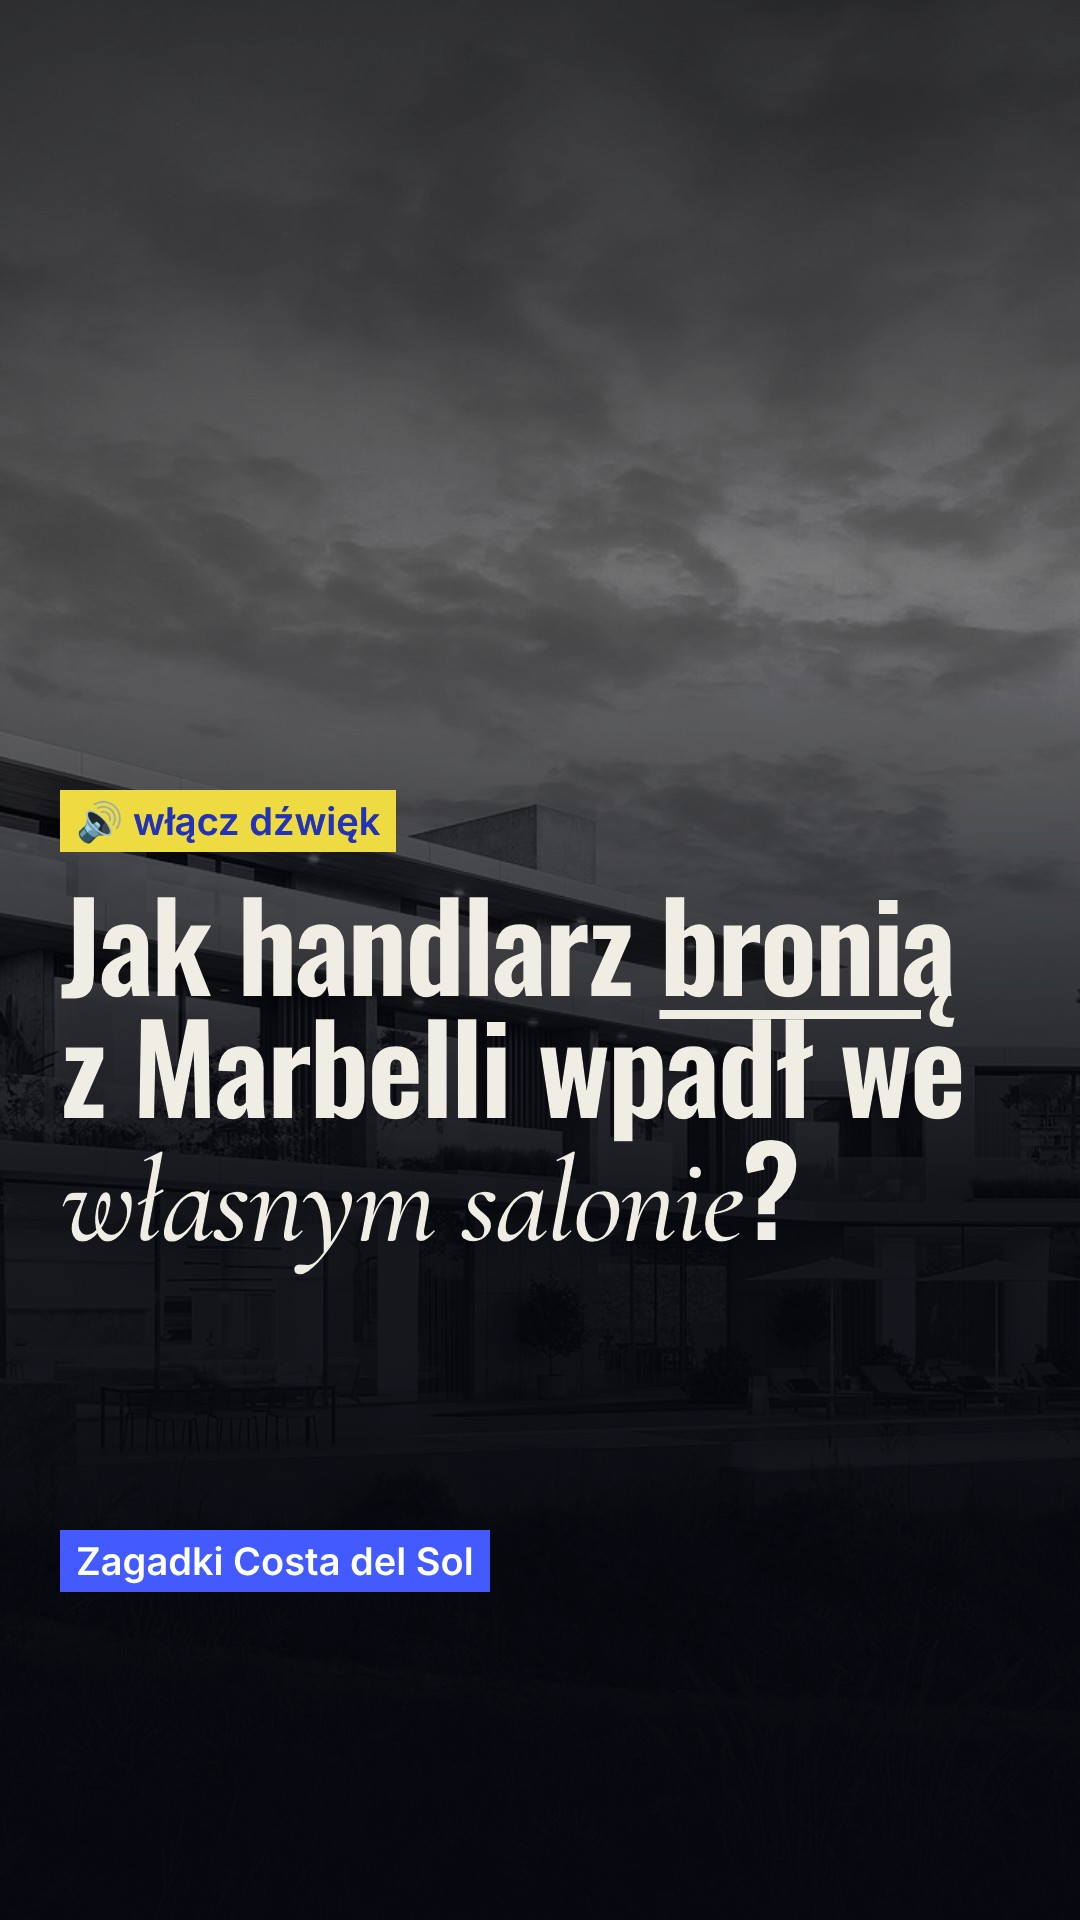 🔊 włącz dźwięk
Jak handlarz bronią
z Marbelli wpadł we
własnym salonie?
Zagadki Costa del Sol